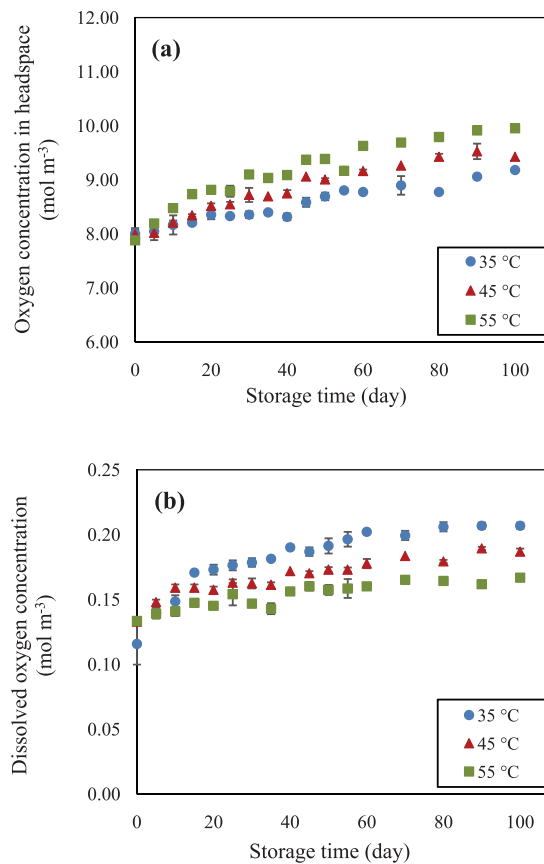 (a)
Oxygen concentration in headspace
(mol m⁻³)
12.00
11.00
10.00
9.00
8.00
7.00
6.00
35 °C
45 °C
55 °C
0 20 40 60 80 100
Storage time (day)
(b)
Dissolved oxygen concentration
(mol m⁻³)
0.25
0.20
0.15
0.10
0.05
0.00
35 °C
45 °C
55 °C
0 20 40 60 80 100
Storage time (day)